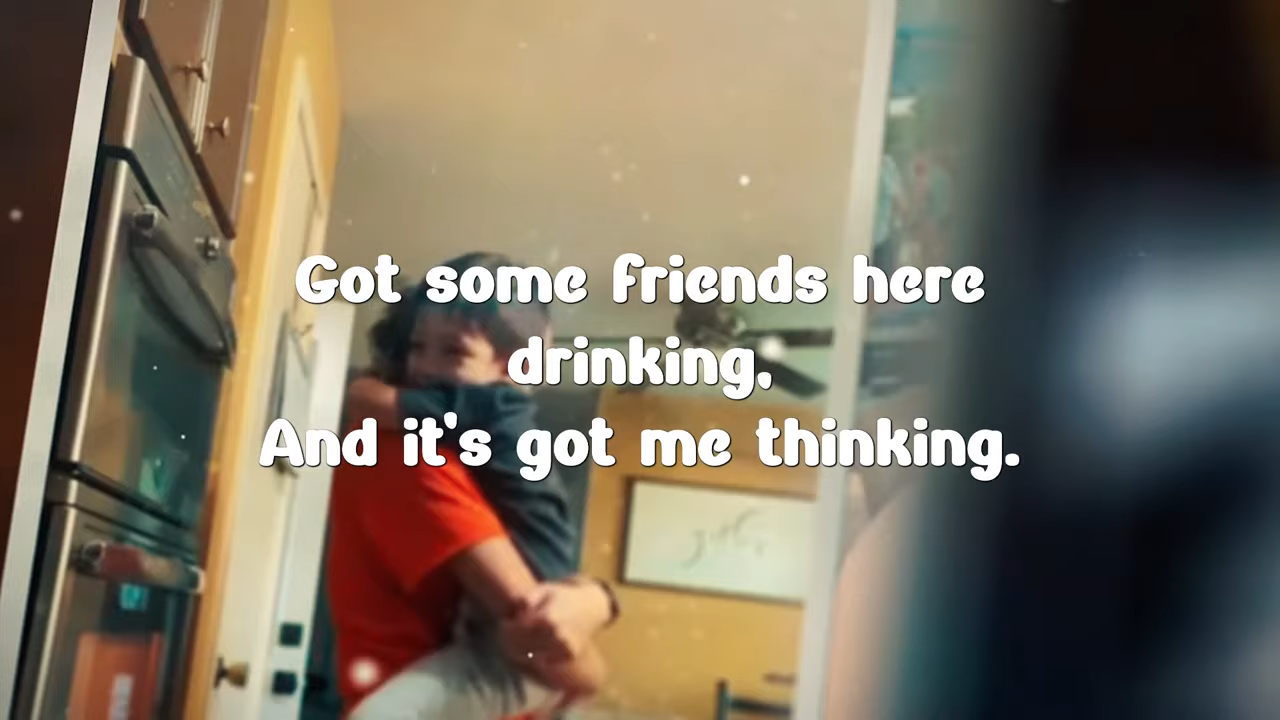 Got some friends here
drinking,
And it's got me thinking.